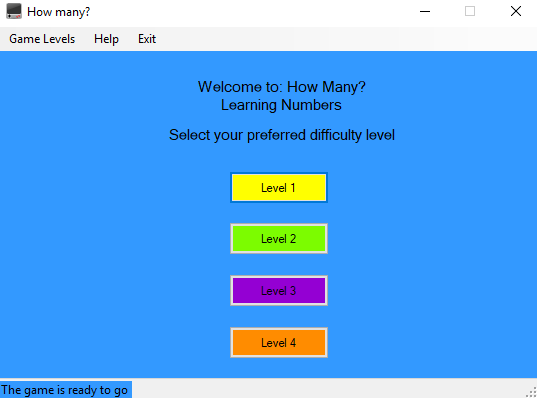 How many?
Game Levels Help Exit
Welcome to: How Many?
Learning Numbers
Select your preferred difficulty level
Level 1
Level 2
Level 3
Level 4
The game is ready to go